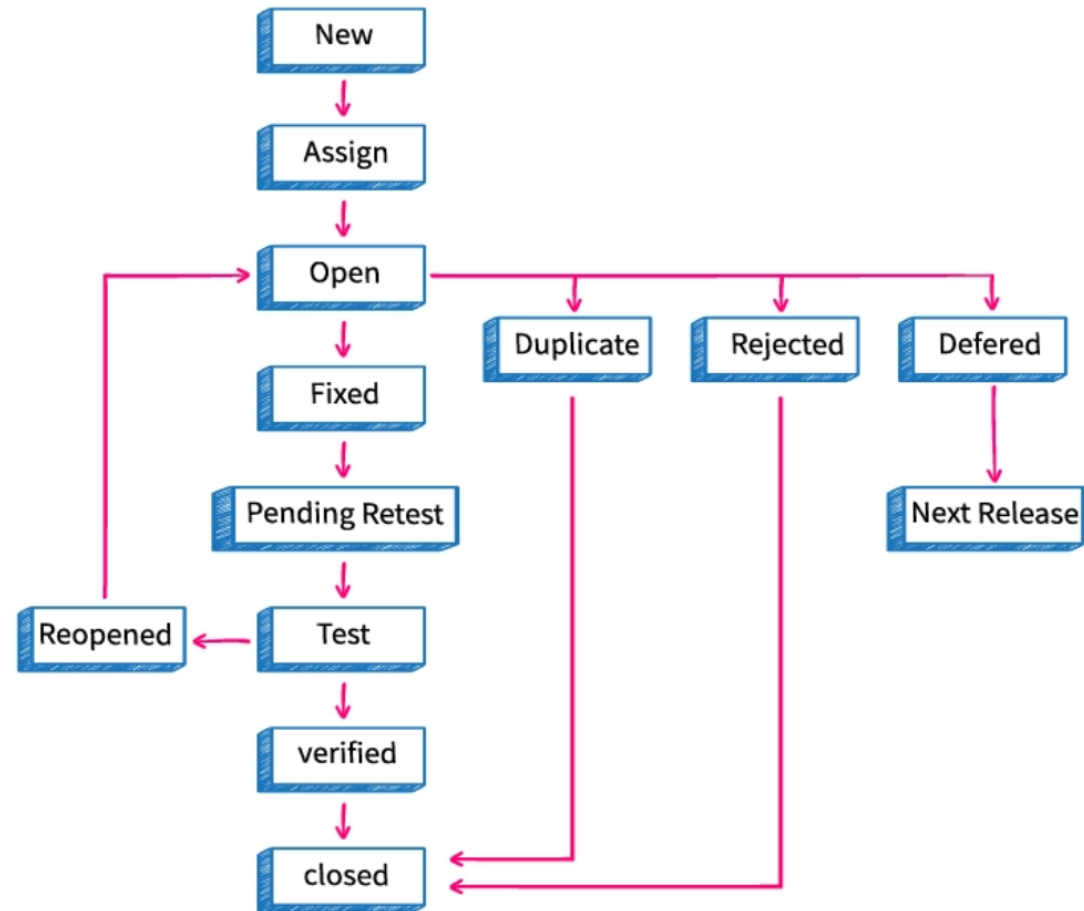 New
Assign
Open
Duplicate
Rejected
Defered
Fixed
Pending Retest
Next Release
Reopened
Test
verified
closed